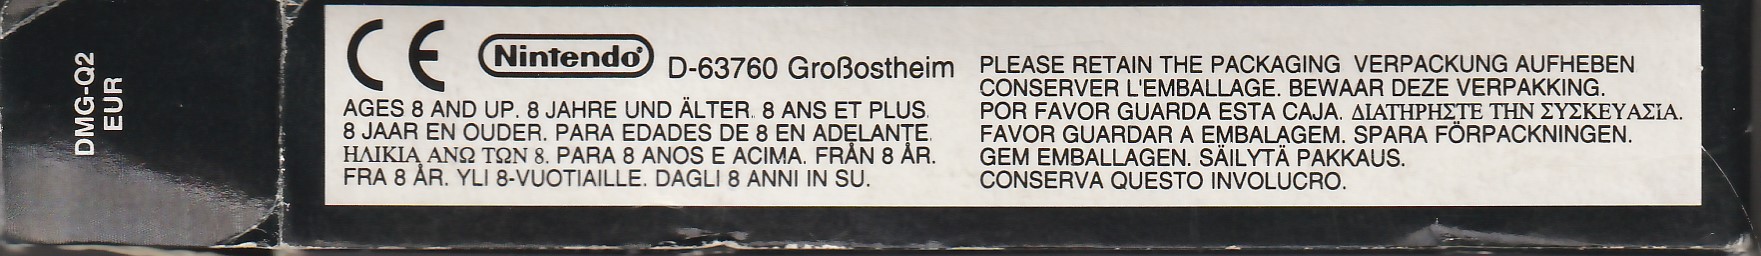 DMG-Q2
EUR
CE
Nintendo®
D-63760 Großostheim
AGES 8 AND UP. 8 JAHRE UND ÄLTER. 8 ANS ET PLUS.
8 JAAR EN OUDER. PARA EDADES DE 8 EN ADELANTE.
ΗΛΙΚΙΑ ΑΝΩ ΤΩΝ 8. PARA 8 ANOS E ACIMA. FRÅN 8 ÅR.
FRA 8 ÅR. YLI 8-VUOTIAILLE. DAGLI 8 ANNI IN SU.
PLEASE RETAIN THE PACKAGING VERPACKUNG AUFHEBEN
CONSERVER L'EMBALLAGE. BEWAAR DEZE VERPAKKING.
POR FAVOR GUARDA ESTA CAJA. ΔΙΑΤΗΡΗΣΤΕ ΤΗΝ ΣΥΣΚΕΥΑΣΙΑ.
FAVOR GUARDAR A EMBALAGEM. SPARA FÖRPACKNINGEN.
GEM EMBALLAGEN. SÄILYTÄ PAKKAUS.
CONSERVA QUESTO INVOLUCRO.